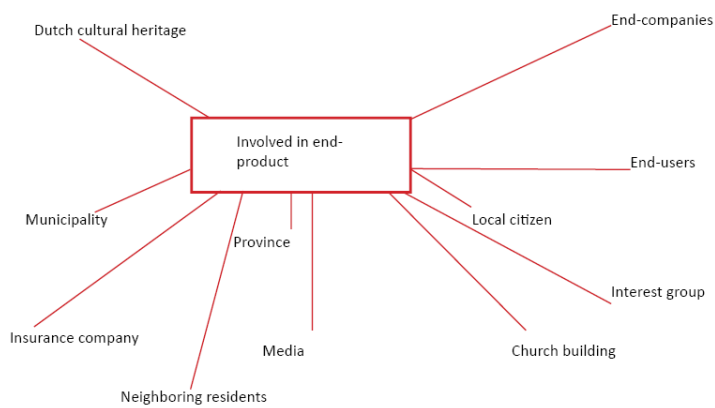 End-companies
Dutch cultural heritage
Involved in end-
product
End-users
Municipality
Local citizen
Province
Interest group
Insurance company
Media
Church building
Neighboring residents